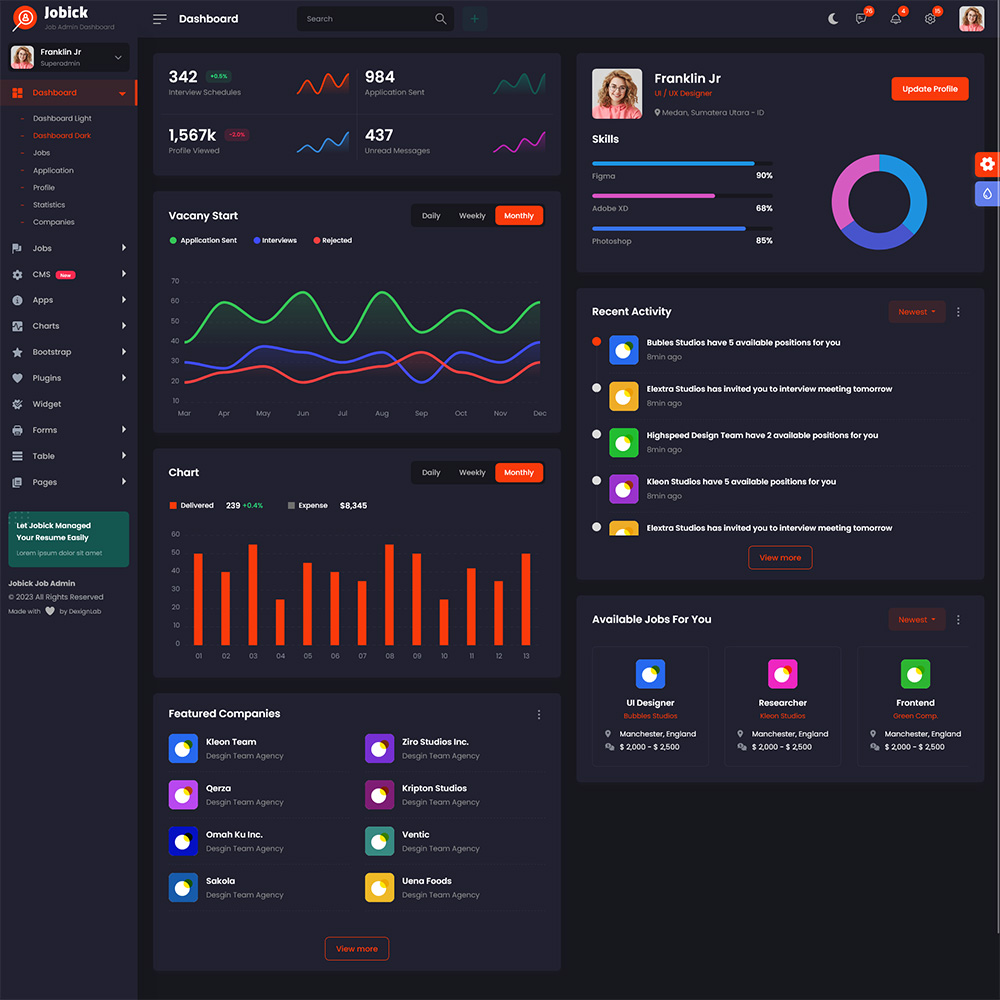 Jobick
Job Admin Dashboard
Dashboard
Search
76
4
15
Franklin Jr
Superadmin
Dashboard
Dashboard Light
Dashboard Dark
Jobs
Application
Profile
Statistics
Companies
Jobs
CMS New
Apps
Charts
Bootstrap
Plugins
Widget
Forms
Table
Pages
Let Jobick Managed
Your Resume Easily
Lorem ipsum dolor sit amet
Jobick Job Admin
© 2023 All Rights Reserved
Made with by DexignLab
342 +0.5%
Interview Schedules
984
Application Sent
1,567k -2.0%
Profile Viewed
437
Unread Messages
Vacany Start
Daily Weekly Monthly
Application Sent Interviews Rejected
70
60
50
40
30
20
10
Mar Apr May Jun Jul Aug Sep Oct Nov Dec
Chart
Daily Weekly Monthly
Delivered 239 +0.4% Expense $8,345
60
50
40
30
20
10
0
01 02 03 04 05 06 07 08 09 10 11 12 13
Featured Companies
Kleon Team
Desgin Team Agency
Ziro Studios Inc.
Desgin Team Agency
Qerza
Desgin Team Agency
Kripton Studios
Desgin Team Agency
Omah Ku Inc.
Desgin Team Agency
Ventic
Desgin Team Agency
Sakola
Desgin Team Agency
Uena Foods
Desgin Team Agency
View more
Franklin Jr
UI / UX Designer
Medan, Sumatera Utara - ID
Update Profile
Skills
Figma 90%
Adobe XD 68%
Photoshop 85%
Recent Activity
Newest
Bubles Studios have 5 available positions for you
8min ago
Elextra Studios has invited you to interview meeting tomorrow
8min ago
Highspeed Design Team have 2 available positions for you
8min ago
Kleon Studios have 5 available positions for you
8min ago
Elextra Studios has invited you to interview meeting tomorrow
View more
Available Jobs For You
Newest
UI Designer
Bubbles Studios
Manchester, England
$ 2,000 - $ 2,500
Researcher
Kleon Studios
Manchester, England
$ 2,000 - $ 2,500
Frontend
Green Comp.
Manchester, England
$ 2,000 - $ 2,500